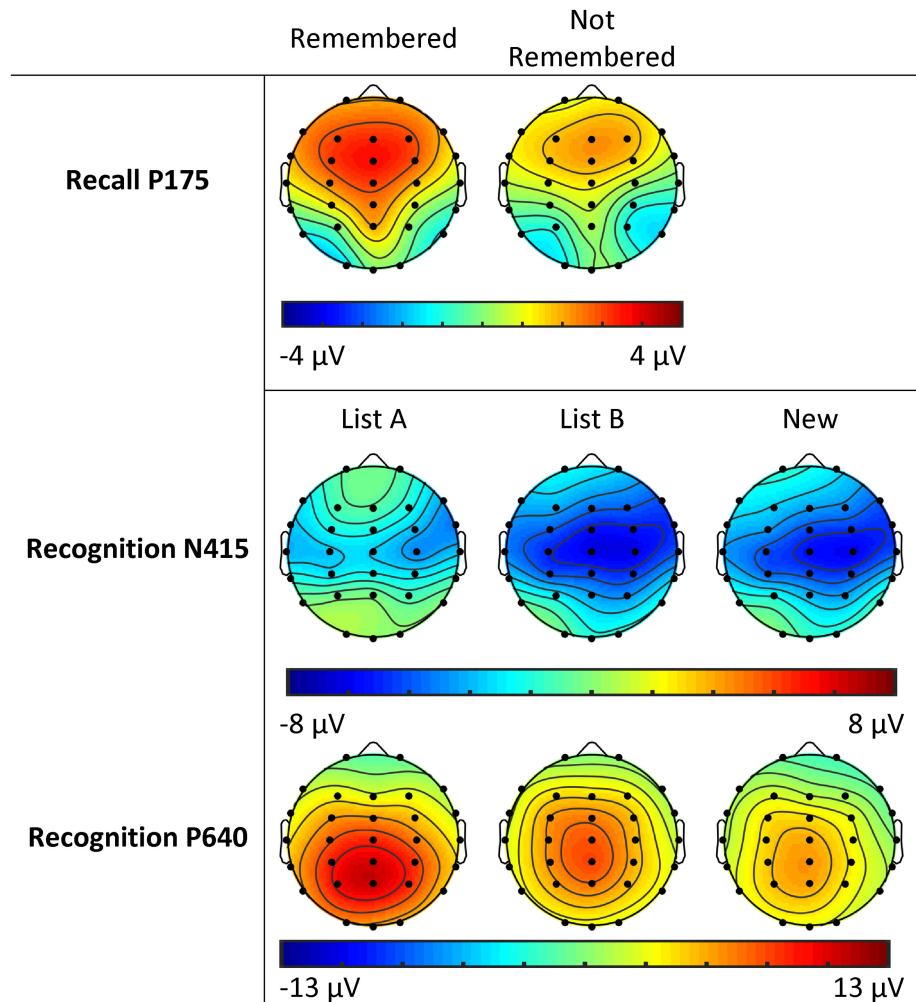 Remembered
Not
Remembered
Recall P175
-4 μV
4 μV
List A
List B
New
Recognition N415
-8 μV
8 μV
Recognition P640
-13 μV
13 μV